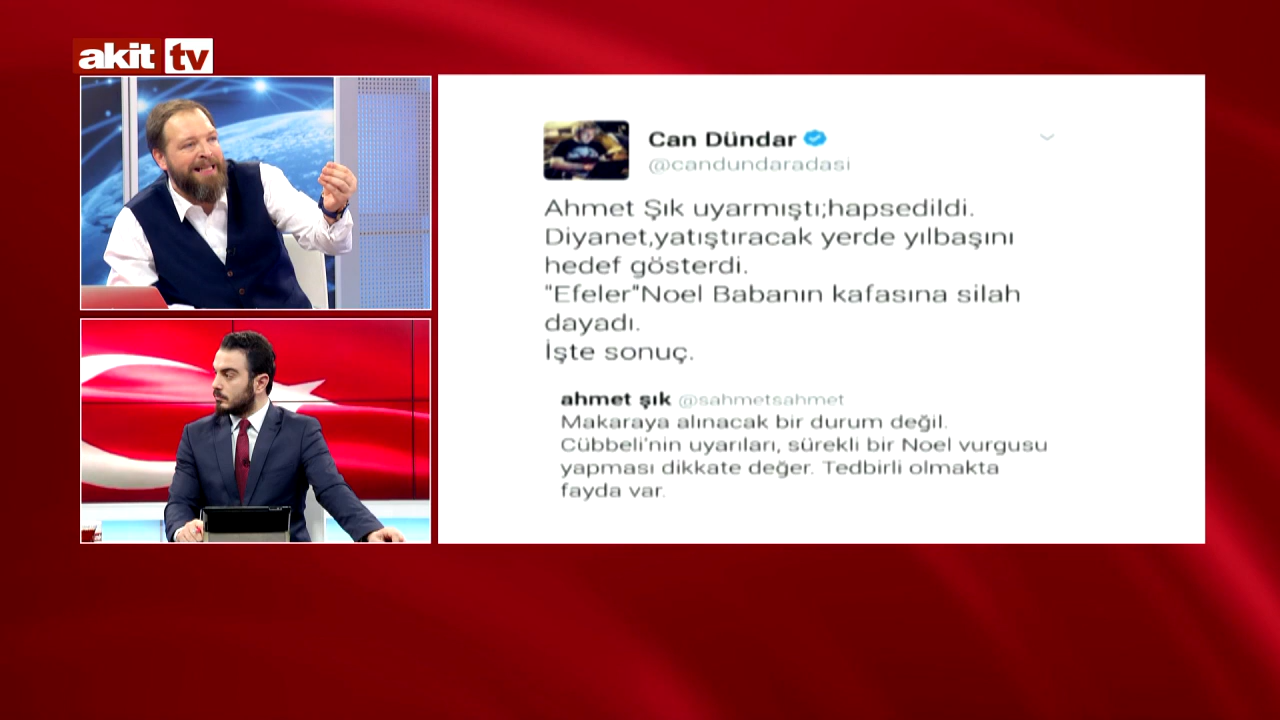 akit tv
Can Dündar
@candundaradasi
Ahmet Şık uyarmıştı;hapsedildi.
Diyanet,yatıştıracak yerde yılbaşını
hedef gösterdi.
"Efeler"Noel Babanın kafasına silah
dayadı.
İşte sonuç.
ahmet şık @sahmetsahmet
Makaraya alınacak bir durum değil.
Cübbeli'nin uyarıları, sürekli bir Noel vurgusu
yapması dikkate değer. Tedbirli olmakta
fayda var.